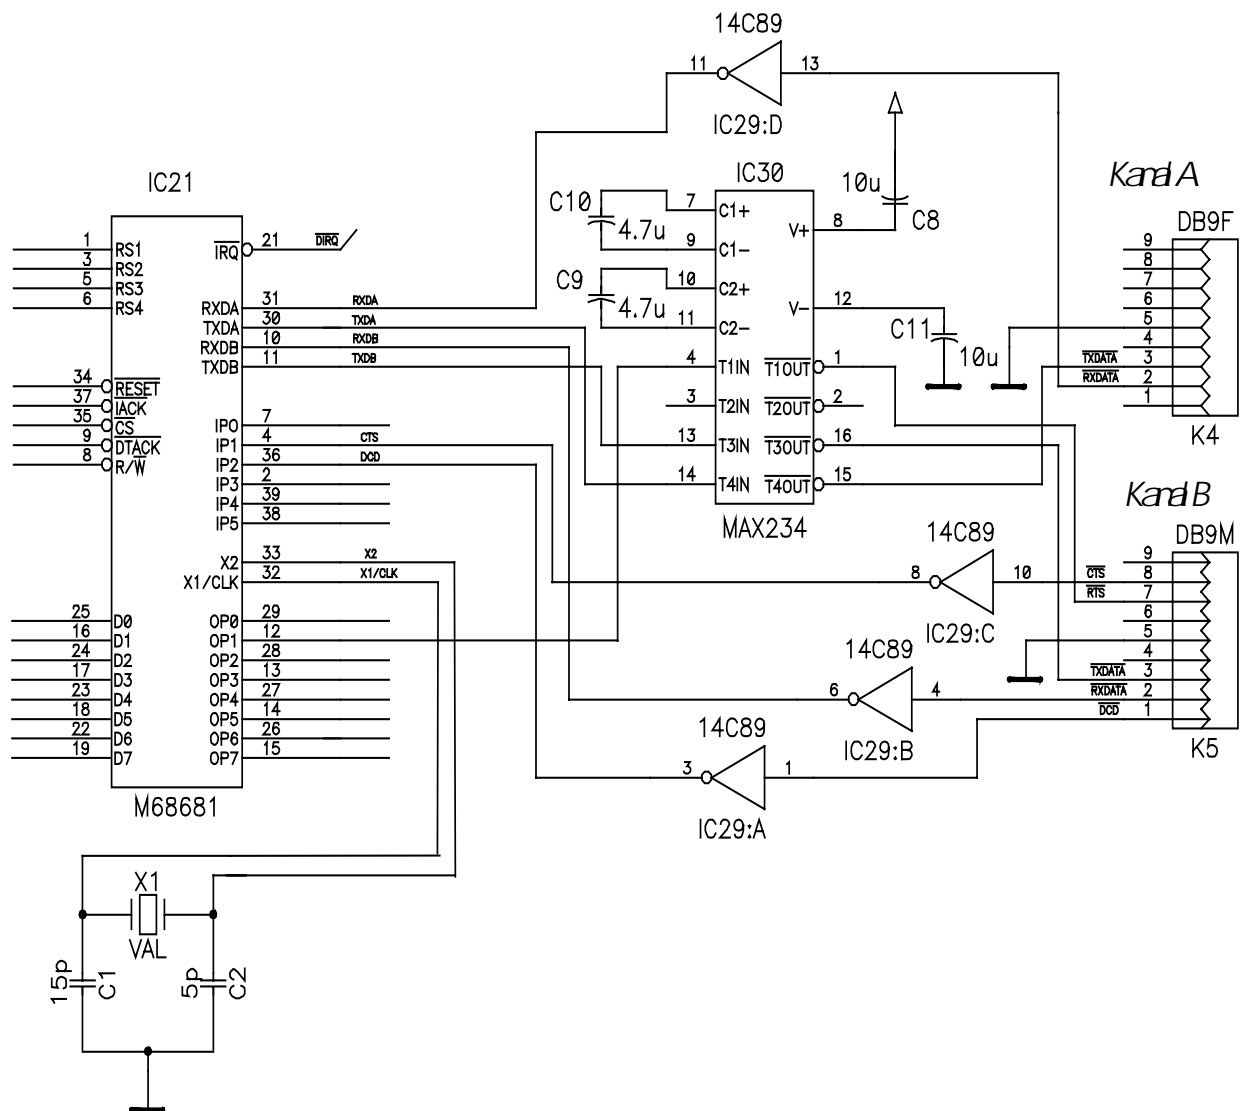 14C89
11
13
IC29:D
IC21
IC30
10u
C8
Kanal A
DB9F
C10
4.7u
7
C1+
V+
8
9
C1-
C9
4.7u
10
C2+
V-
12
11
C2-
C11
10u
4
T1IN
T1OUT
1
3
T2IN
T2OUT
2
13
T3IN
T3OUT
16
14
T4IN
T4OUT
15
MAX234
1
RS1
3
RS2
5
RS3
6
RS4
34
RESET
37
IACK
35
CS
9
DTACK
8
R/W
25
D0
16
D1
24
D2
17
D3
23
D4
18
D5
22
D6
19
D7
IRQ
21
DIRQ
RXDA
31
RXDA
TXDA
30
TXDA
RXDB
10
RXDB
TXDB
11
TXDB
IP0
7
IP1
4
CTS
IP2
36
DCD
IP3
2
IP4
39
IP5
38
X2
33
X2
X1/CLK
32
X1/CLK
OP0
29
OP1
12
OP2
28
OP3
13
OP4
27
OP5
14
OP6
26
OP7
15
M68681
9
8
7
6
5
4
TXDATA
3
RXDATA
2
1
K4
Kanal B
DB9M
9
CTS
8
RTS
7
6
5
4
TXDATA
3
RXDATA
2
DCD
1
K5
14C89
8
10
IC29:C
14C89
6
4
IC29:B
14C89
3
1
IC29:A
X1
VAL
15p
C1
5p
C2